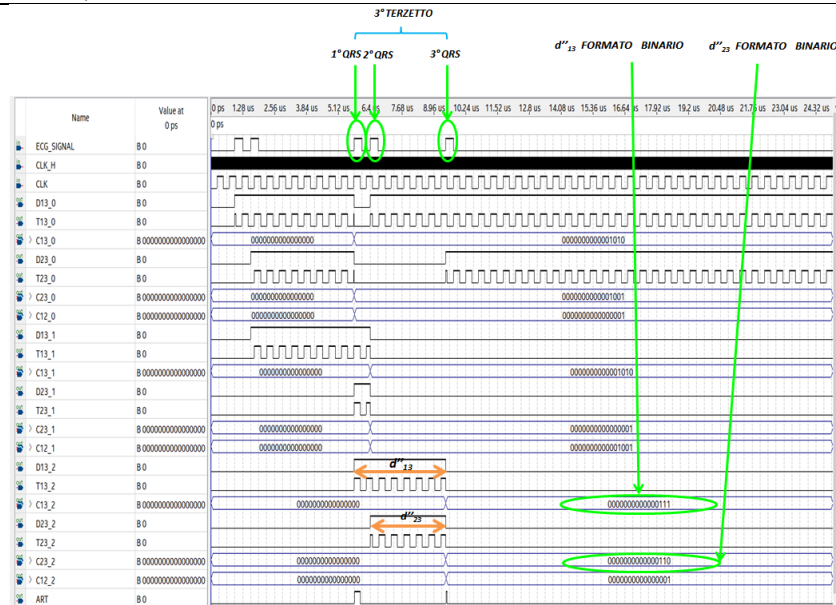 3° TERZETTO
1° QRS 2° QRS 3° QRS
d''13 FORMATO BINARIO d''23 FORMATO BINARIO
Name Value at 0 ps
0 ps 1.28 us 2.56 us 3.84 us 5.12 us 6.4 us 7.68 us 8.96 us 10.24 us 11.52 us 12.8 us 14.08 us 15.36 us 16.64 us 17.92 us 19.2 us 20.48 us 21.76 us 23.04 us 24.32 us
0 ps
ECG_SIGNAL B 0
CLK_H B 0
CLK B 0
D13_0 B 0
T13_0 B 0
> C13_0 B 0000000000000000 0000000000000000 0000000000001010
D23_0 B 0
T23_0 B 0
> C23_0 B 0000000000000000 0000000000000000 0000000000001001
> C12_0 B 0000000000000000 0000000000000000 0000000000000001
D13_1 B 0
T13_1 B 0
> C13_1 B 0000000000000000 0000000000000000 0000000000001010
D23_1 B 0
T23_1 B 0
> C23_1 B 0000000000000000 0000000000000000 0000000000000001
> C12_1 B 0000000000000000 0000000000000000 0000000000001001
D13_2 B 0 d''13
T13_2 B 0
> C13_2 B 0000000000000000 0000000000000000 0000000000000111
D23_2 B 0 d''23
T23_2 B 0
> C23_2 B 0000000000000000 0000000000000000 0000000000000110
> C12_2 B 0000000000000000 0000000000000000 0000000000000001
ART B 0